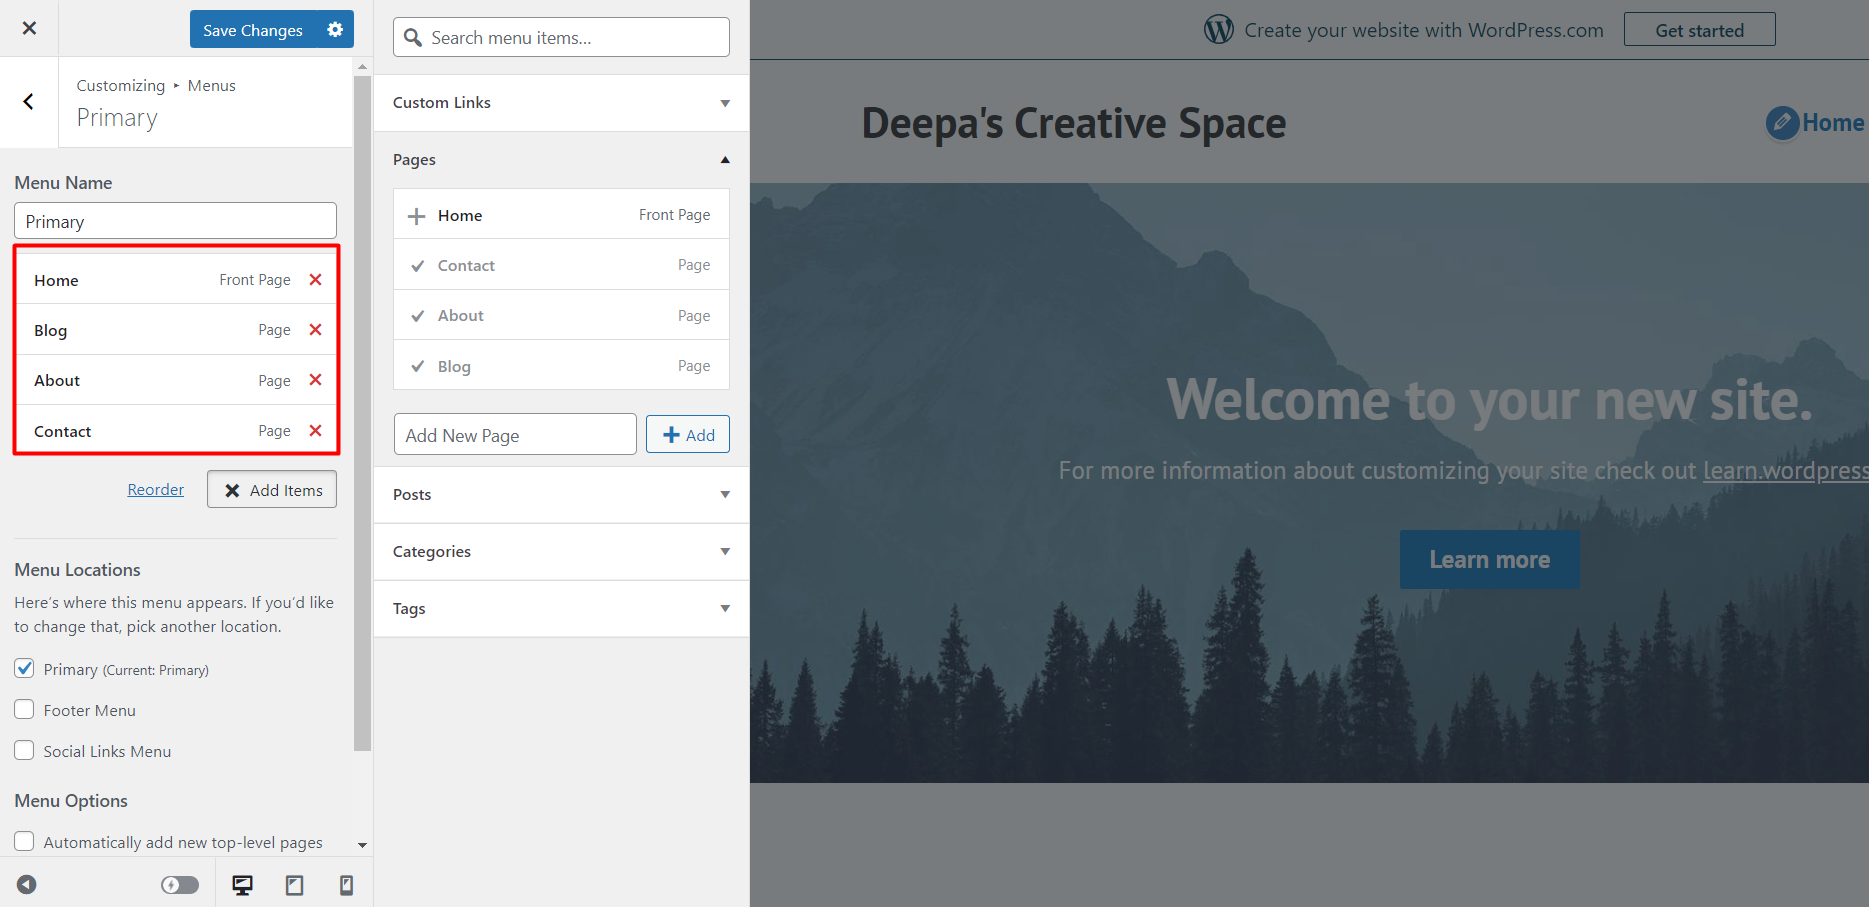 Save Changes
Customizing ▸ Menus
Primary
Menu Name
Primary
Home Front Page
Blog Page
About Page
Contact Page
Reorder Add Items
Menu Locations
Here’s where this menu appears. If you’d like
to change that, pick another location.
Primary (Current: Primary)
Footer Menu
Social Links Menu
Menu Options
Automatically add new top-level pages
Search menu items...
Custom Links
Pages
Home Front Page
Contact Page
About Page
Blog Page
Add New Page Add
Posts
Categories
Tags
Create your website with WordPress.com Get started
Deepa's Creative Space Home
Welcome to your new site.
For more information about customizing your site check out learn.wordpress
Learn more